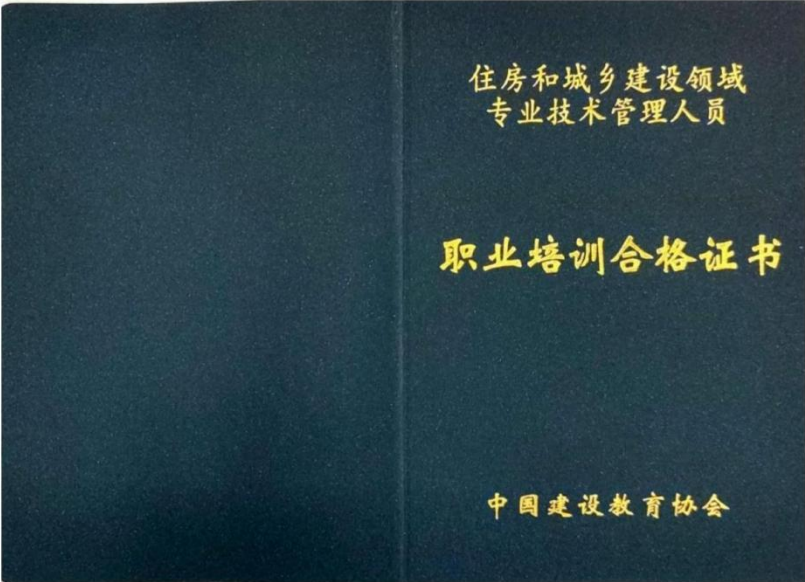 住房和城乡建设领域
专业技术管理人员
职业培训合格证书
中国建设教育协会